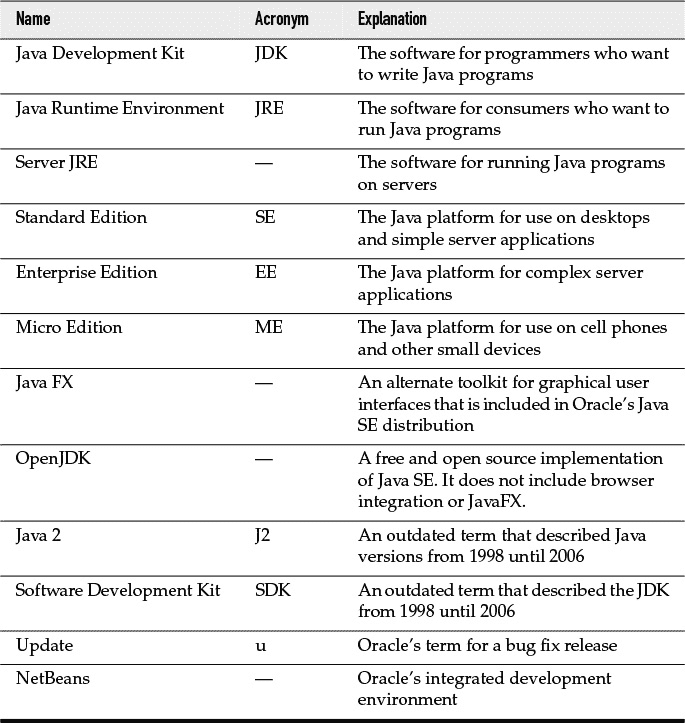 Name Acronym Explanation
Java Development Kit JDK The software for programmers who want
to write Java programs
Java Runtime Environment JRE The software for consumers who want to
run Java programs
Server JRE — The software for running Java programs
on servers
Standard Edition SE The Java platform for use on desktops
and simple server applications
Enterprise Edition EE The Java platform for complex server
applications
Micro Edition ME The Java platform for use on cell phones
and other small devices
Java FX — An alternate toolkit for graphical user
interfaces that is included in Oracle’s Java
SE distribution
OpenJDK — A free and open source implementation
of Java SE. It does not include browser
integration or JavaFX.
Java 2 J2 An outdated term that described Java
versions from 1998 until 2006
Software Development Kit SDK An outdated term that described the JDK
from 1998 until 2006
Update u Oracle’s term for a bug fix release
NetBeans — Oracle’s integrated development
environment